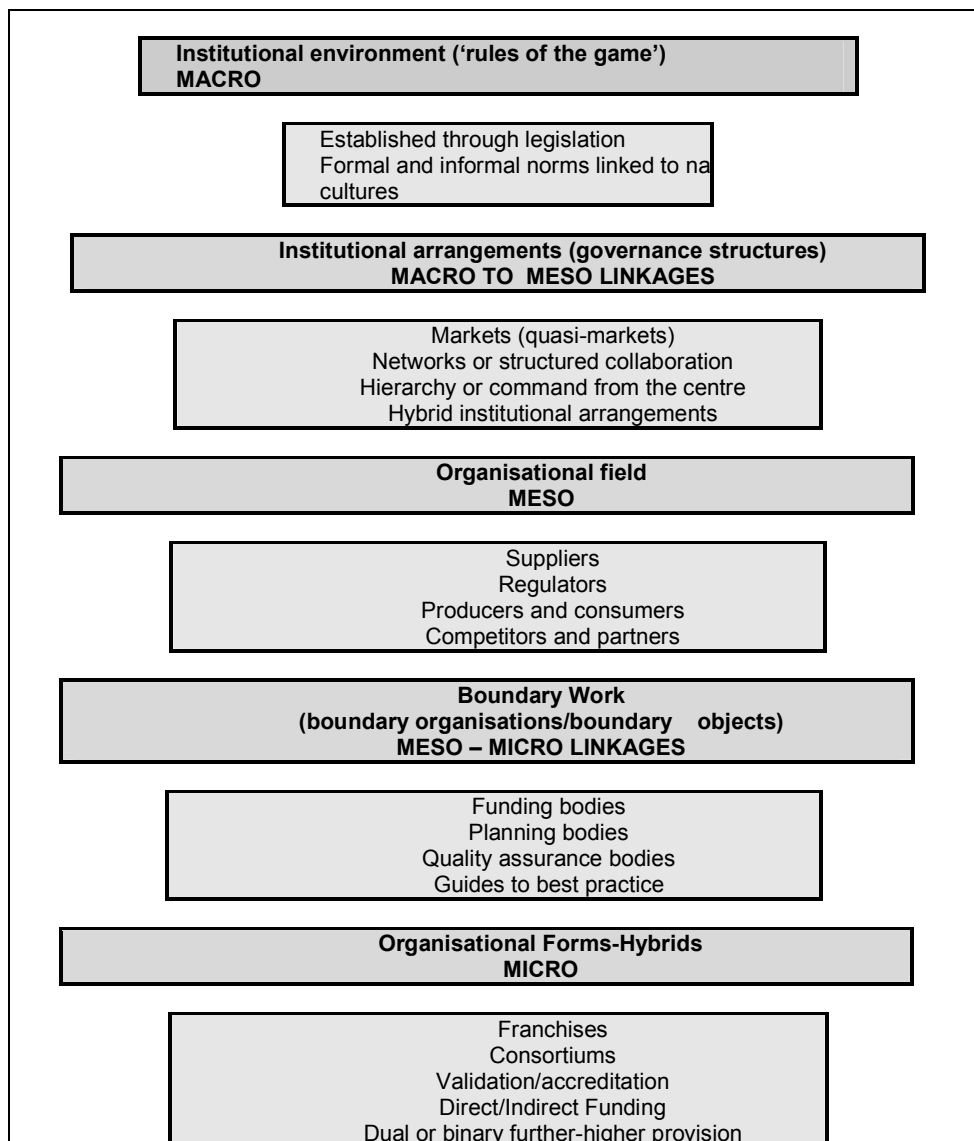 Institutional environment (‘rules of the game’)
MACRO
Established through legislation
Formal and informal norms linked to na
cultures
Institutional arrangements (governance structures)
MACRO TO MESO LINKAGES
Markets (quasi-markets)
Networks or structured collaboration
Hierarchy or command from the centre
Hybrid institutional arrangements
Organisational field
MESO
Suppliers
Regulators
Producers and consumers
Competitors and partners
Boundary Work
(boundary organisations/boundary objects)
MESO – MICRO LINKAGES
Funding bodies
Planning bodies
Quality assurance bodies
Guides to best practice
Organisational Forms-Hybrids
MICRO
Franchises
Consortiums
Validation/accreditation
Direct/Indirect Funding
Dual or binary further-higher provision